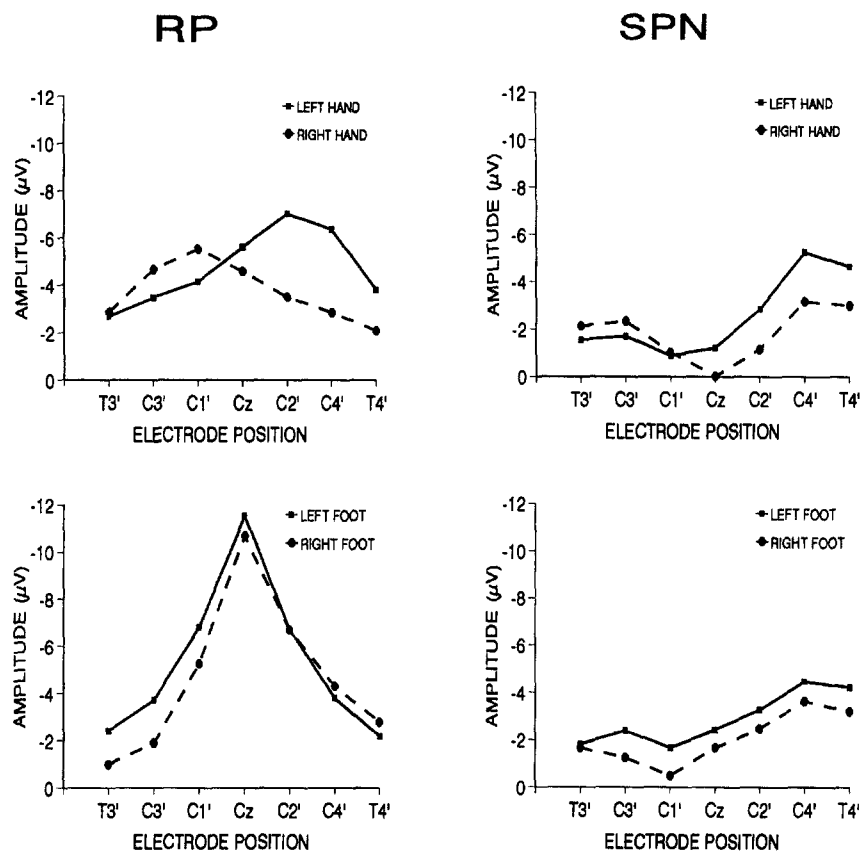 RP
SPN
AMPLITUDE (µV)
-12
-10
-8
-6
-4
-2
0
LEFT HAND
RIGHT HAND
T3' C3' C1' Cz C2' C4' T4'
ELECTRODE POSITION
AMPLITUDE (µV)
-12
-10
-8
-6
-4
-2
0
LEFT HAND
RIGHT HAND
T3' C3' C1' Cz C2' C4' T4'
ELECTRODE POSITION
AMPLITUDE (µV)
-12
-10
-8
-6
-4
-2
0
LEFT FOOT
RIGHT FOOT
T3' C3' C1' Cz C2' C4' T4'
ELECTRODE POSITION
AMPLITUDE (µV)
-12
-10
-8
-6
-4
-2
0
LEFT FOOT
RIGHT FOOT
T3' C3' C1' Cz C2' C4' T4'
ELECTRODE POSITION